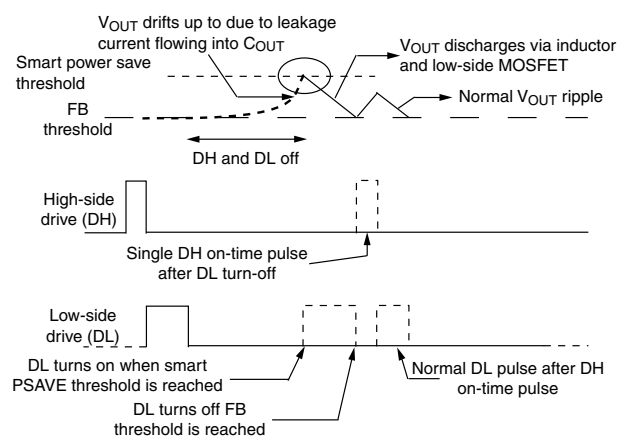 VOUT drifts up to due to leakage
current flowing into COUT
Smart power save
threshold
FB
threshold
VOUT discharges via inductor
and low-side MOSFET
Normal VOUT ripple
DH and DL off
High-side
drive (DH)
Single DH on-time pulse
after DL turn-off
Low-side
drive (DL)
DL turns on when smart
PSAVE threshold is reached
DL turns off FB
threshold is reached
Normal DL pulse after DH
on-time pulse